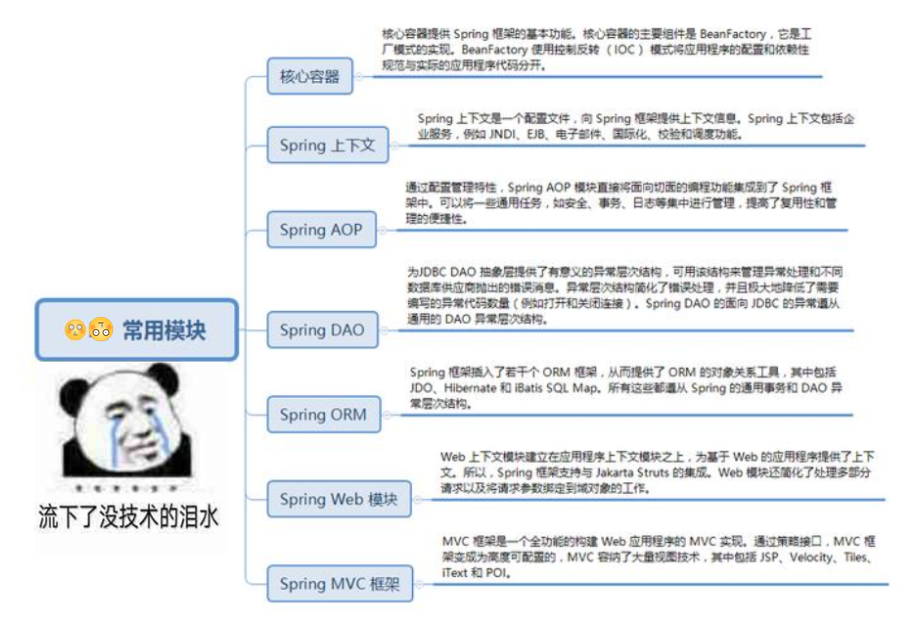 核心容器提供 Spring 框架的基本功能。核心容器的主要组件是 BeanFactory，它是工
厂模式的实现。BeanFactory 使用控制反转 （IOC ） 模式将应用程序的配置和依赖性
规范与实际的应用程序代码分开。
核心容器
Spring 上下文是一个配置文件，向 Spring 框架提供上下文信息。Spring 上下文包括企
业服务，例如 JNDI、EJB、电子邮件、国际化、校验和调度功能。
Spring 上下文
通过配置管理特性，Spring AOP 模块直接将面向切面的编程功能集成到了 Spring 框
架中。可以将一些通用任务，如安全、事务、日志等集中进行管理，提高了复用性和管
理的便捷性。
Spring AOP
为JDBC DAO 抽象层提供了有意义的异常层次结构，可用该结构来管理异常处理和不同
数据库供应商抛出的错误消息。异常层次结构简化了错误处理，并且极大地降低了需要
编写的异常代码数量（例如打开和关闭连接）。Spring DAO 的面向 JDBC 的异常遵从
通用的 DAO 异常层次结构。
Spring DAO
常用模块
Spring 框架插入了若干个 ORM 框架，从而提供了 ORM 的对象关系工具，其中包括
JDO、Hibernate 和 iBatis SQL Map。所有这些都遵从 Spring 的通用事务和 DAO 异
常层次结构。
Spring ORM
Web 上下文模块建立在应用程序上下文模块之上，为基于 Web 的应用程序提供了上下
文。所以，Spring 框架支持与 Jakarta Struts 的集成。Web 模块还简化了处理多部分
请求以及将请求参数绑定到域对象的工作。
Spring Web 模块
流下了没技术的泪水
MVC 框架是一个全功能的构建 Web 应用程序的 MVC 实现。通过策略接口，MVC 框
架变成为高度可配置的，MVC 容纳了大量视图技术，其中包括 JSP、Velocity、Tiles、
iText 和 POI。
Spring MVC 框架